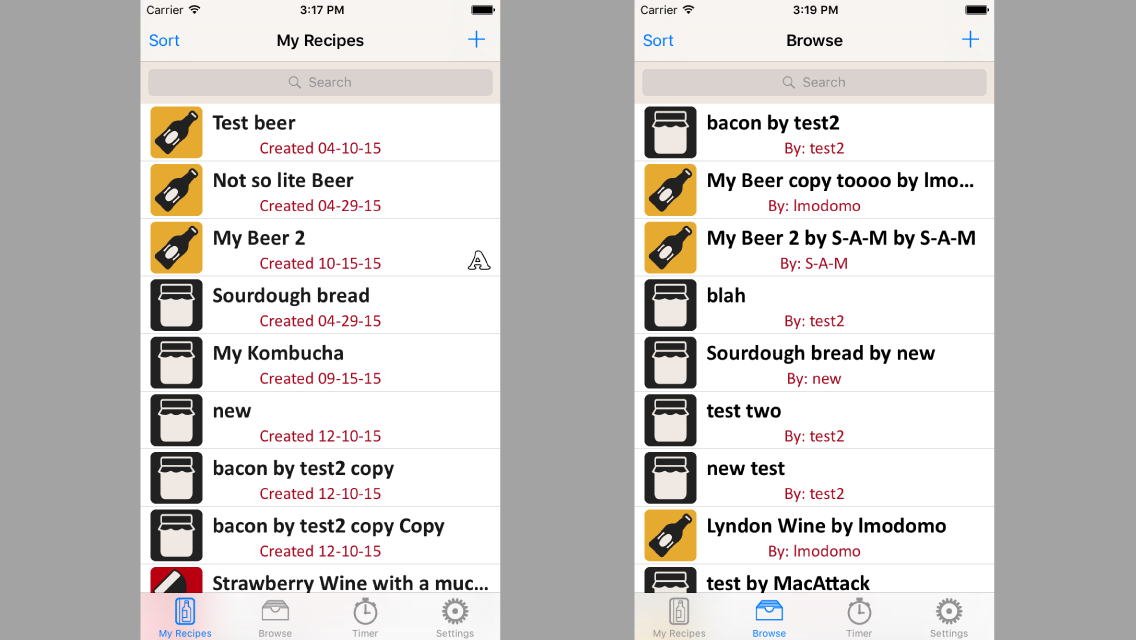 Carrier 3:17 PM
Sort My Recipes +
Search
Test beer
Created 04-10-15
Not so lite Beer
Created 04-29-15
My Beer 2
Created 10-15-15
A
Sourdough bread
Created 04-29-15
My Kombucha
Created 09-15-15
new
Created 12-10-15
bacon by test2 copy
Created 12-10-15
bacon by test2 copy Copy
Created 12-10-15
Strawberry Wine with a muc...
My Recipes Browse Timer Settings
Carrier 3:19 PM
Sort Browse +
Search
bacon by test2
By: test2
My Beer copy toooo by lmo...
By: lmodomo
My Beer 2 by S-A-M by S-A-M
By: S-A-M
blah
By: test2
Sourdough bread by new
By: new
test two
By: test2
new test
By: test2
Lyndon Wine by lmodomo
By: lmodomo
test by MacAttack
My Recipes Browse Timer Settings